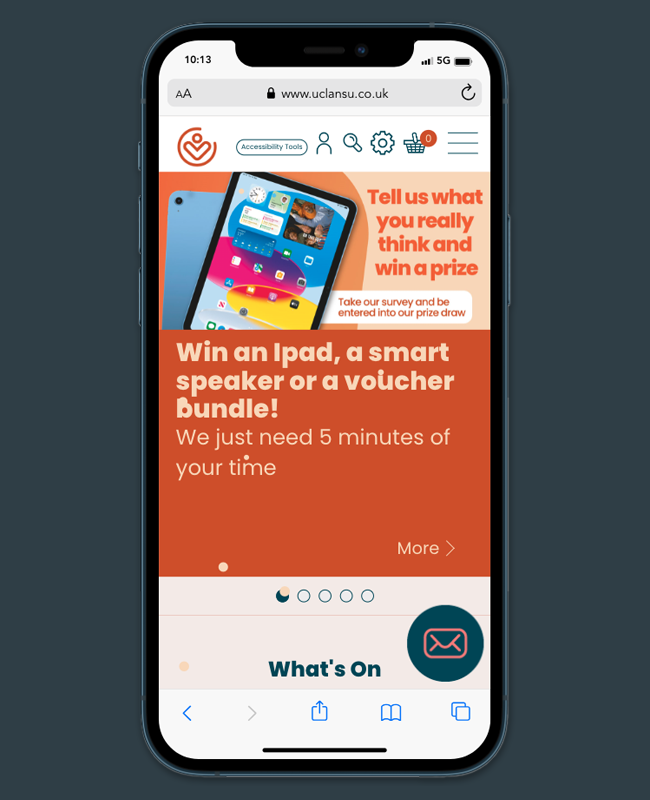 10:13
5G
AA
www.uclansu.co.uk
Accessibility Tools
0
Tell us what
you really
think and
win a prize
Take our survey and be
entered into our prize draw
Win an Ipad, a smart
speaker or a voucher
bundle!
We just need 5 minutes of
your time
More
What's On